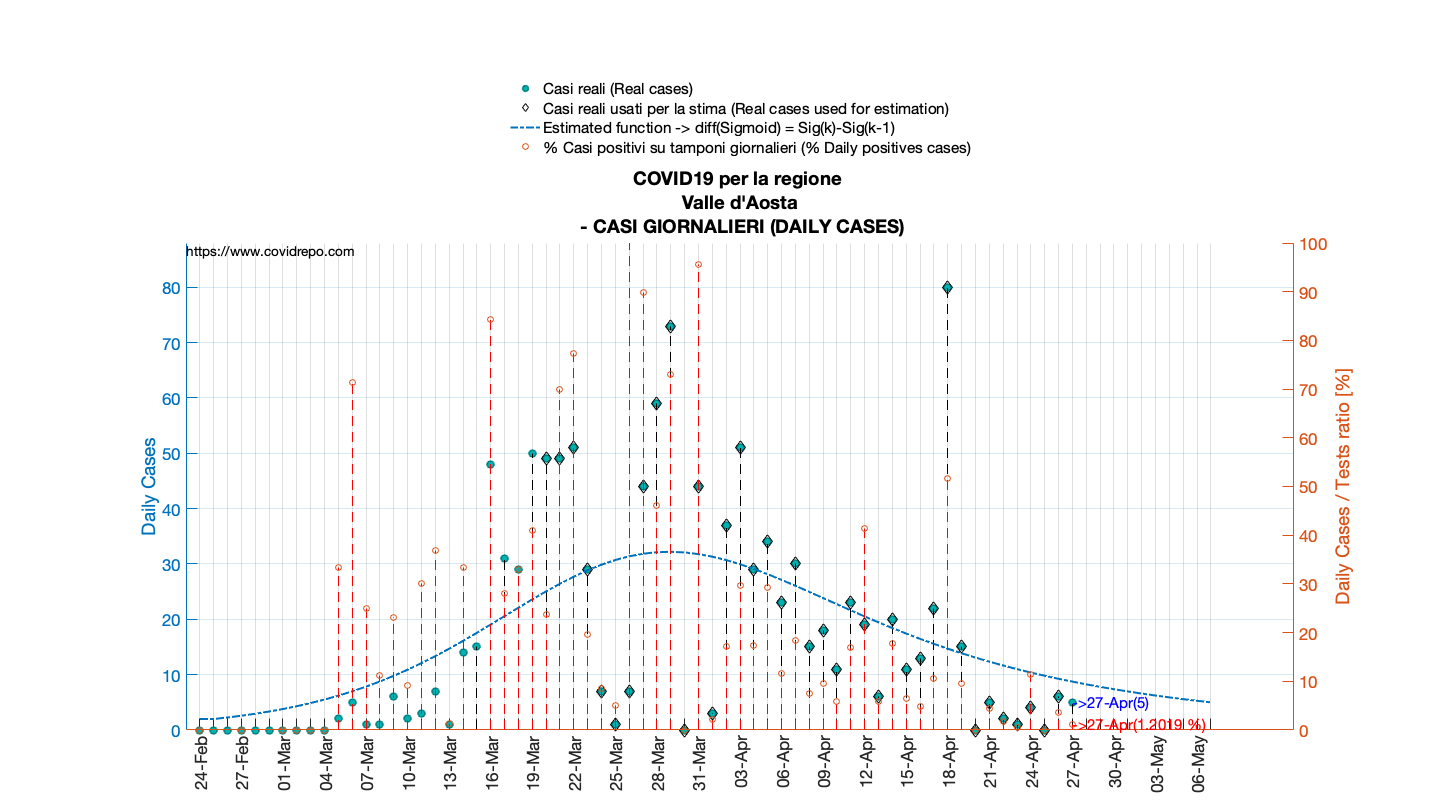 Casi reali (Real cases)
Casi reali usati per la stima (Real cases used for estimation)
Estimated function -> diff(Sigmoid) = Sig(k)-Sig(k-1)
% Casi positivi su tamponi giornalieri (% Daily positives cases)
COVID19 per la regione
Valle d'Aosta
- CASI GIORNALIERI (DAILY CASES)
https://www.covidrepo.com
Daily Cases
80
70
60
50
40
30
20
10
0
100
90
80
70
60
50
40
30
20
10
0
Daily Cases / Tests ratio [%]
->27-Apr(5)
->27-Apr(1.2019 %)
24-Feb
27-Feb
01-Mar
04-Mar
07-Mar
10-Mar
13-Mar
16-Mar
19-Mar
22-Mar
25-Mar
28-Mar
31-Mar
03-Apr
06-Apr
09-Apr
12-Apr
15-Apr
18-Apr
21-Apr
24-Apr
27-Apr
30-Apr
03-May
06-May